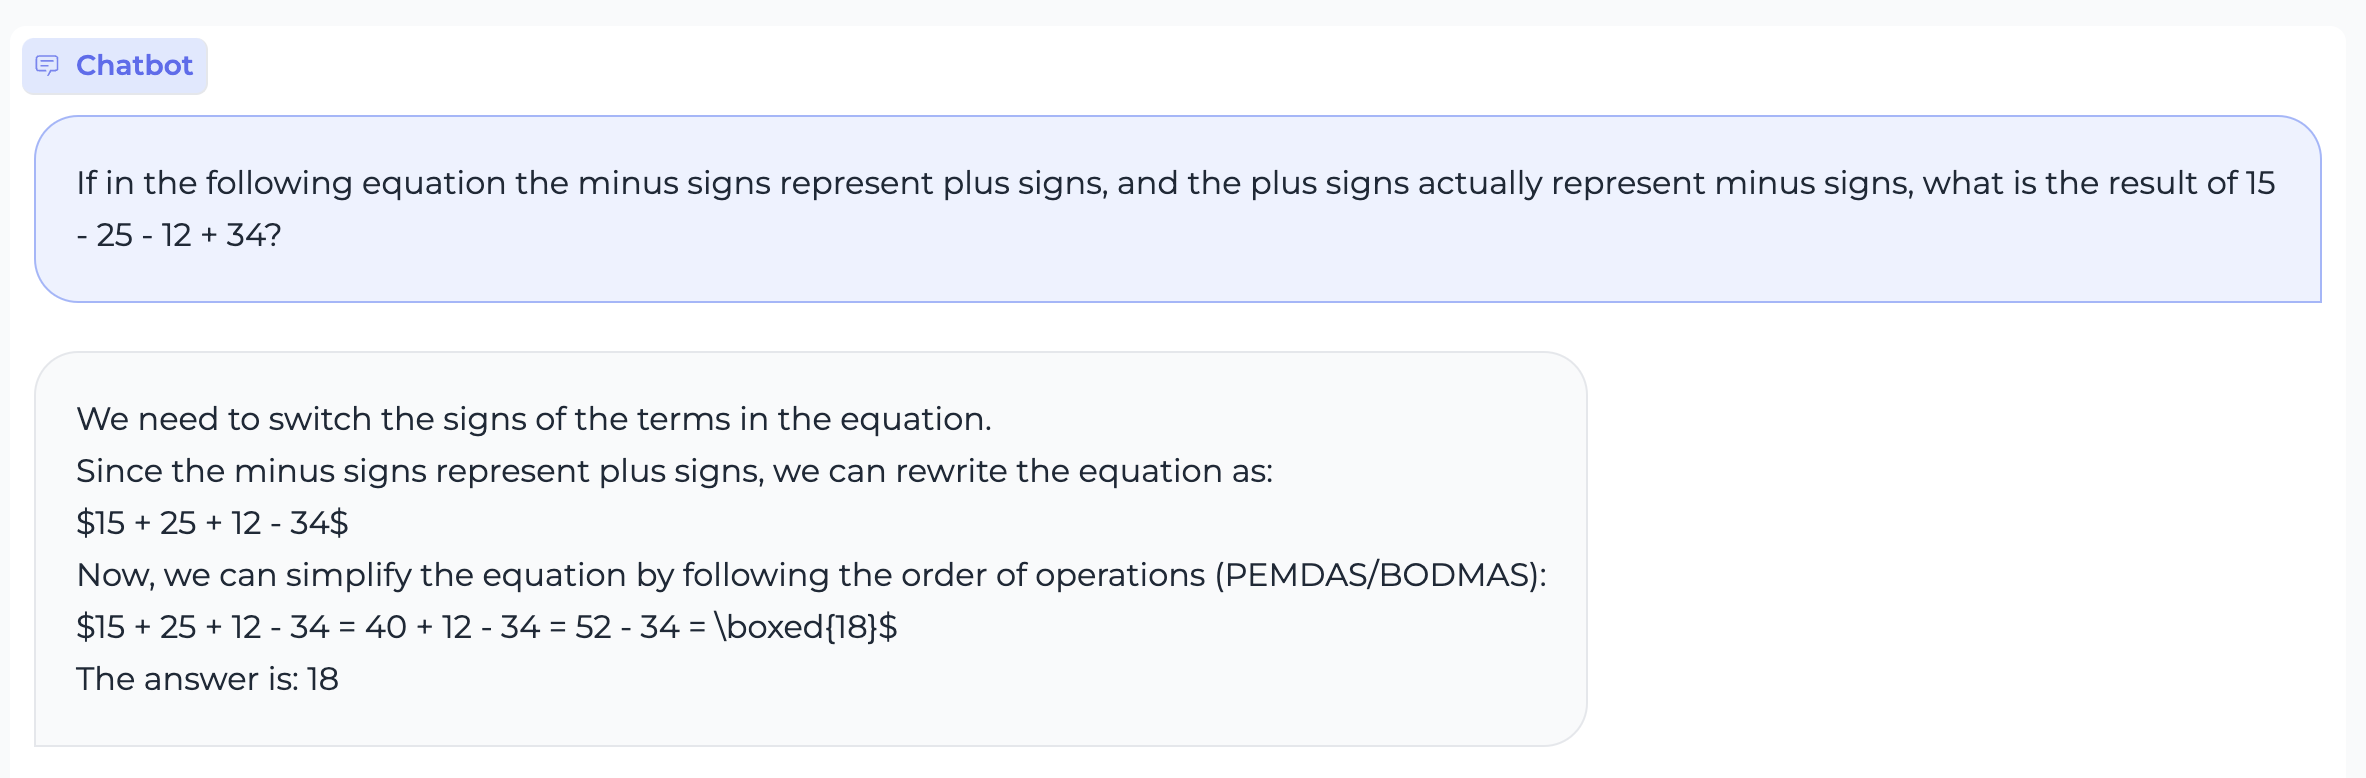 Chatbot
If in the following equation the minus signs represent plus signs, and the plus signs actually represent minus signs, what is the result of 15
- 25 - 12 + 34?
We need to switch the signs of the terms in the equation.
Since the minus signs represent plus signs, we can rewrite the equation as:
$15 + 25 + 12 - 34$
Now, we can simplify the equation by following the order of operations (PEMDAS/BODMAS):
$15 + 25 + 12 - 34 = 40 + 12 - 34 = 52 - 34 = \boxed{18}$
The answer is: 18